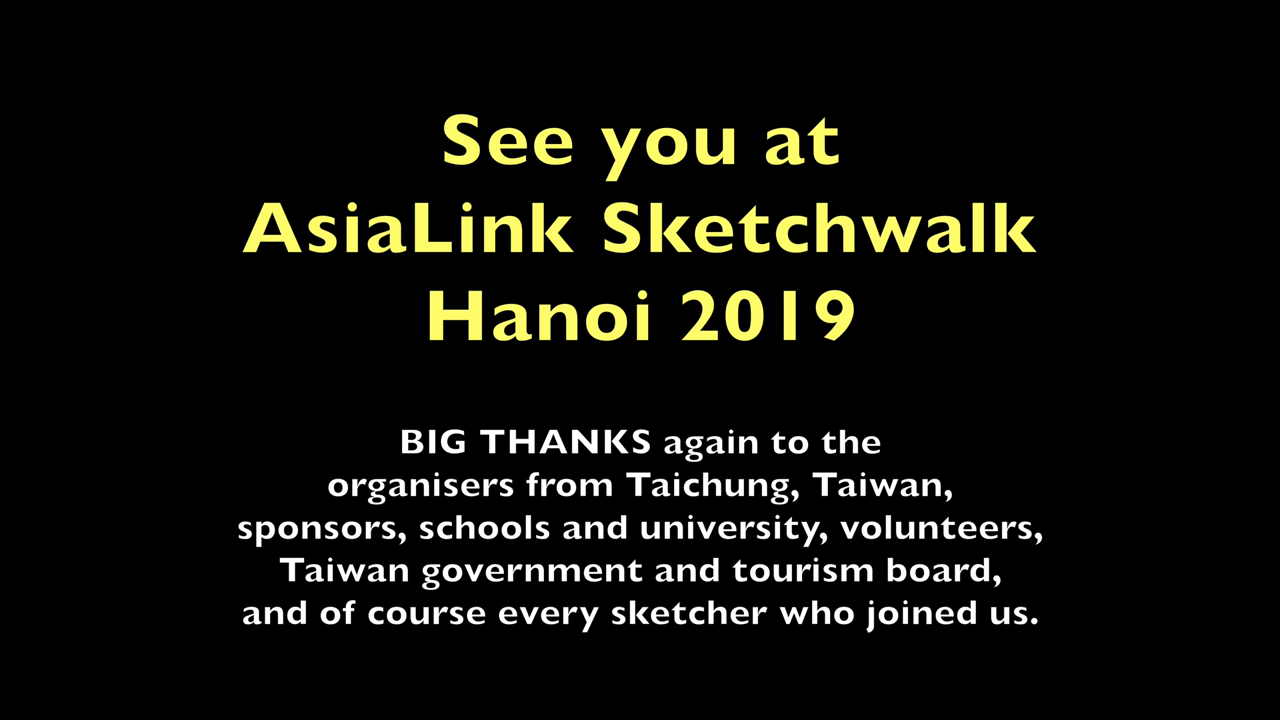 See you at
AsiaLink Sketchwalk
Hanoi 2019
BIG THANKS again to the
organisers from Taichung, Taiwan,
sponsors, schools and university, volunteers,
Taiwan government and tourism board,
and of course every sketcher who joined us.